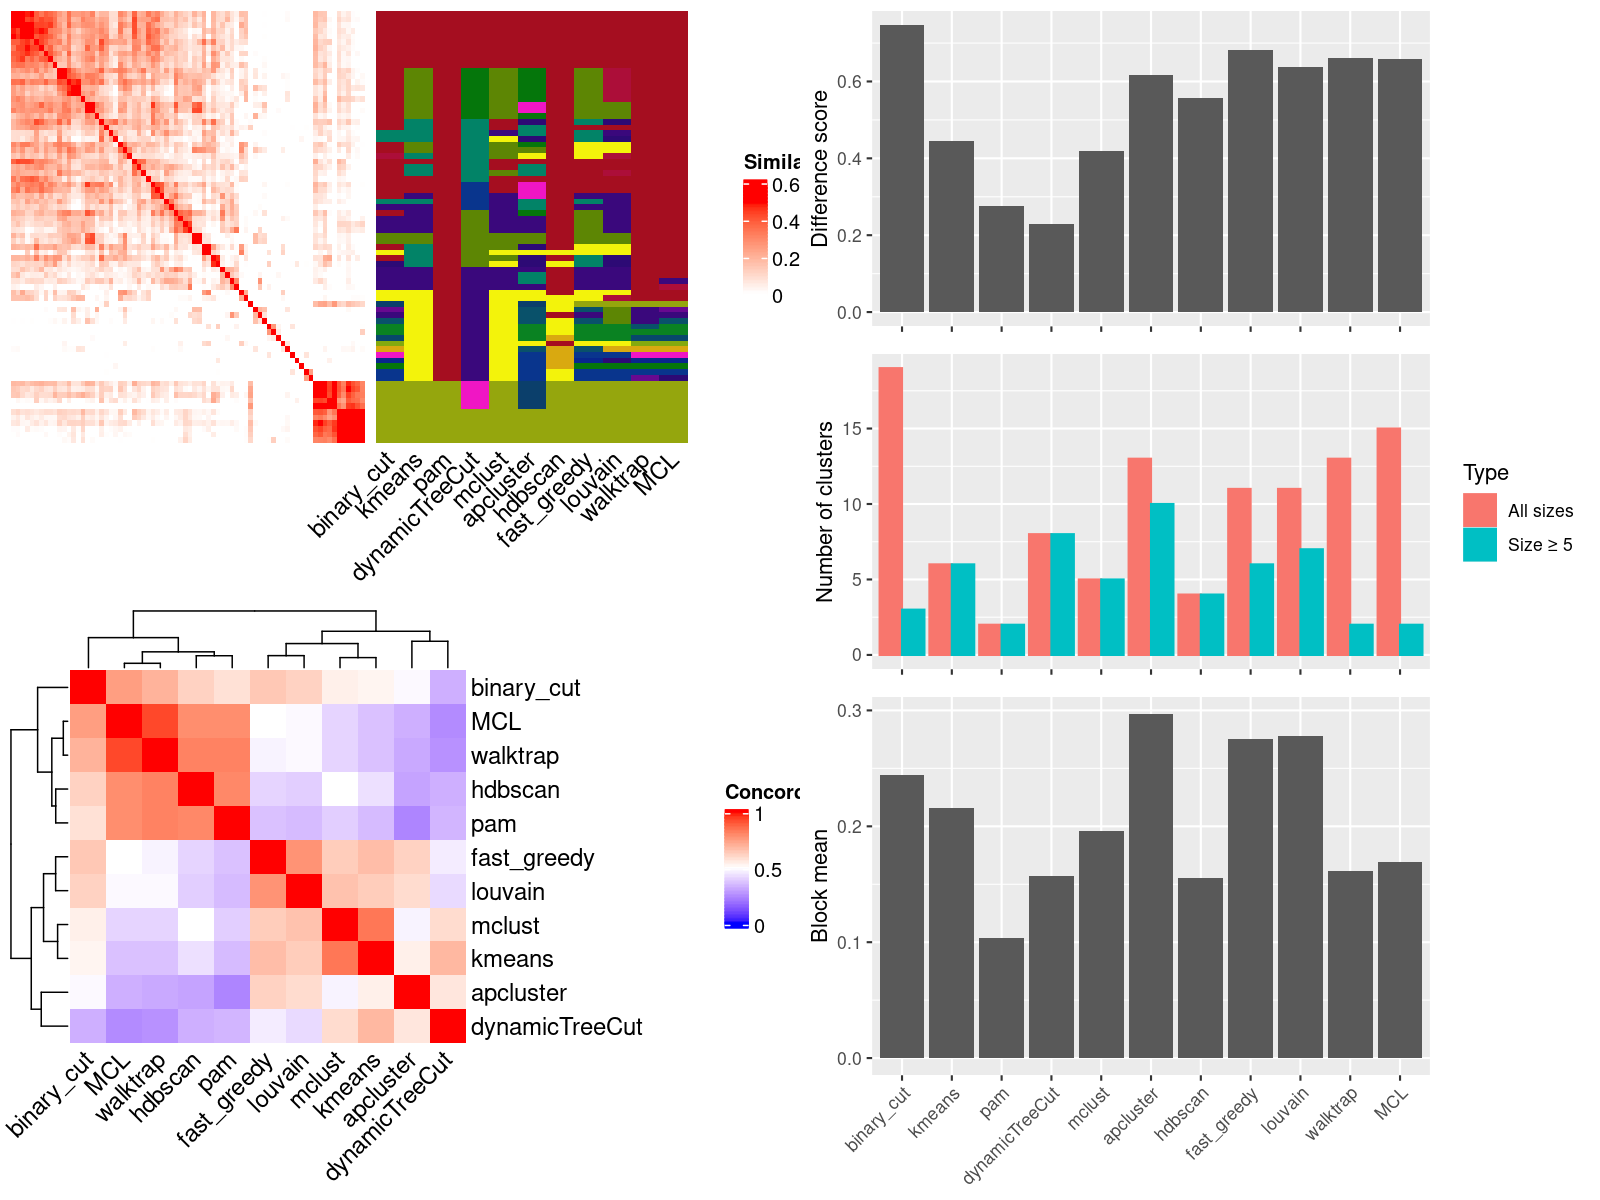 Simila
0.6
0.4
0.2
0
binary_cut
kmeans
pam
dynamicTreeCut
mclust
apcluster
hdbscan
fast_greedy
louvain
walktrap
MCL
binary_cut
MCL
walktrap
hdbscan
pam
fast_greedy
louvain
mclust
kmeans
apcluster
dynamicTreeCut
binary_cut
MCL
walktrap
hdbscan
pam
fast_greedy
louvain
mclust
kmeans
apcluster
dynamicTreeCut
Concord
1
0.5
0
Difference score
0.6
0.4
0.2
0.0
Number of clusters
15
10
5
0
Type
All sizes
Size ≥ 5
Block mean
0.3
0.2
0.1
0.0
binary_cut
kmeans
pam
dynamicTreeCut
mclust
apcluster
hdbscan
fast_greedy
louvain
walktrap
MCL